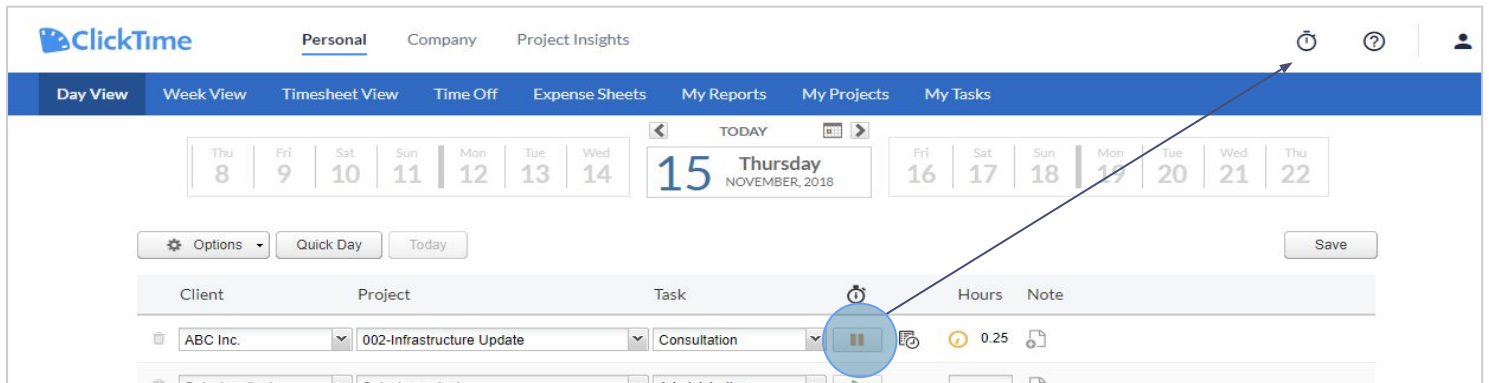 ClickTime Personal Company Project Insights
Day View Week View Timesheet View Time Off Expense Sheets My Reports My Projects My Tasks
TODAY
Thu Fri Sat Sun Mon Tue Wed Thursday Fri Sat Sun Mon Tue Wed Thu
8 9 10 11 12 13 14 15 NOVEMBER, 2018 16 17 18 19 20 21 22
Options Quick Day Today Save
Client Project Task Hours Note
ABC Inc. 002-Infrastructure Update Consultation 0.25